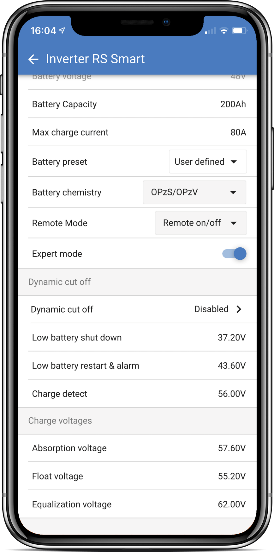 16:04
Inverter RS Smart
Battery voltage 48V
Battery Capacity 200Ah
Max charge current 80A
Battery preset User defined
Battery chemistry OPzS/OPzV
Remote Mode Remote on/off
Expert mode
Dynamic cut off
Dynamic cut off Disabled
Low battery shut down 37.20V
Low battery restart & alarm 43.60V
Charge detect 56.00V
Charge voltages
Absorption voltage 57.60V
Float voltage 55.20V
Equalization voltage 62.00V